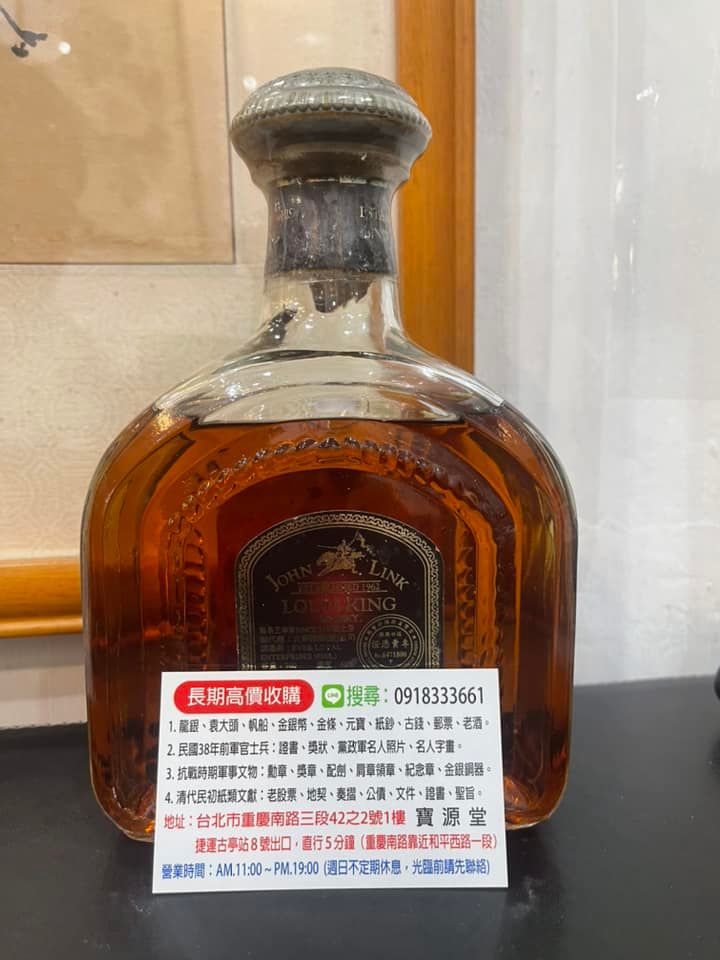 JOHN LINK
LOUIS KING
長期高價收購 LINE 搜尋：0918333661
1. 龍銀、袁大頭、帆船、金銀幣、金條、元寶、紙鈔、古錢、郵票、老酒。
2. 民國38年前軍官士兵：證書、獎狀、黨政軍名人照片、名人字畫。
3. 抗戰時期軍事文物：勳章、獎章、配劍、肩章領章、紀念章、金銀銅器。
4. 清代民初紙類文獻：老股票、地契、奏摺、公債、文件、證書、聖旨。
地址：台北市重慶南路三段42之2號1樓 寶源堂
捷運古亭站8號出口，直行5分鐘（重慶南路靠近和平西路一段）
營業時間：AM.11:00 ~ PM.19:00 (週日不定期休息，光臨前請先聯絡)